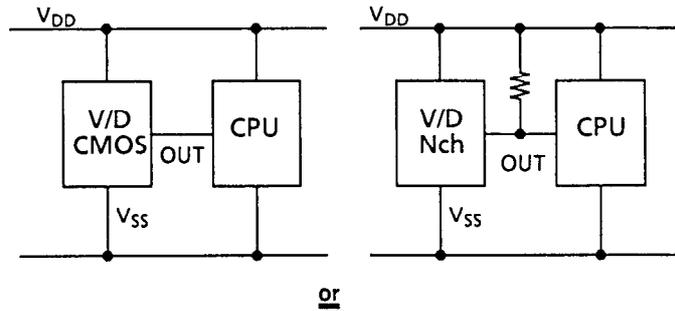 VDD
V/D
CMOS
OUT
CPU
VSS
VDD
V/D
Nch
OUT
CPU
VSS
or